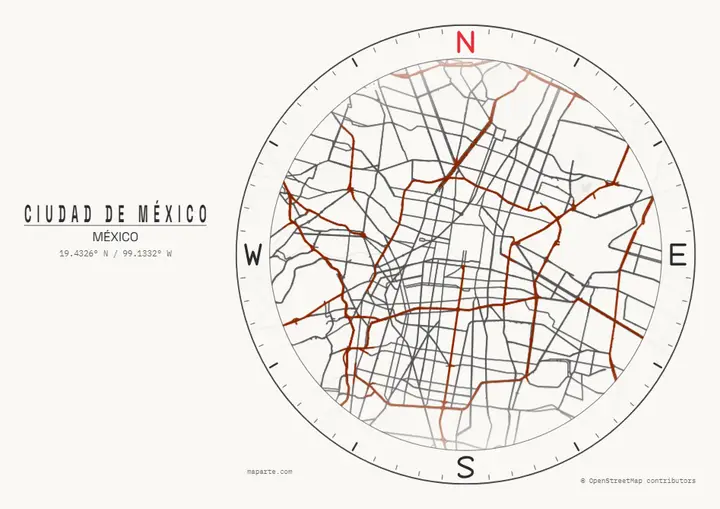 CIUDAD DE MÉXICO
MÉXICO
19.4326° N / 99.1332° W
N
W
E
S
maparte.com
© OpenStreetMap contributors